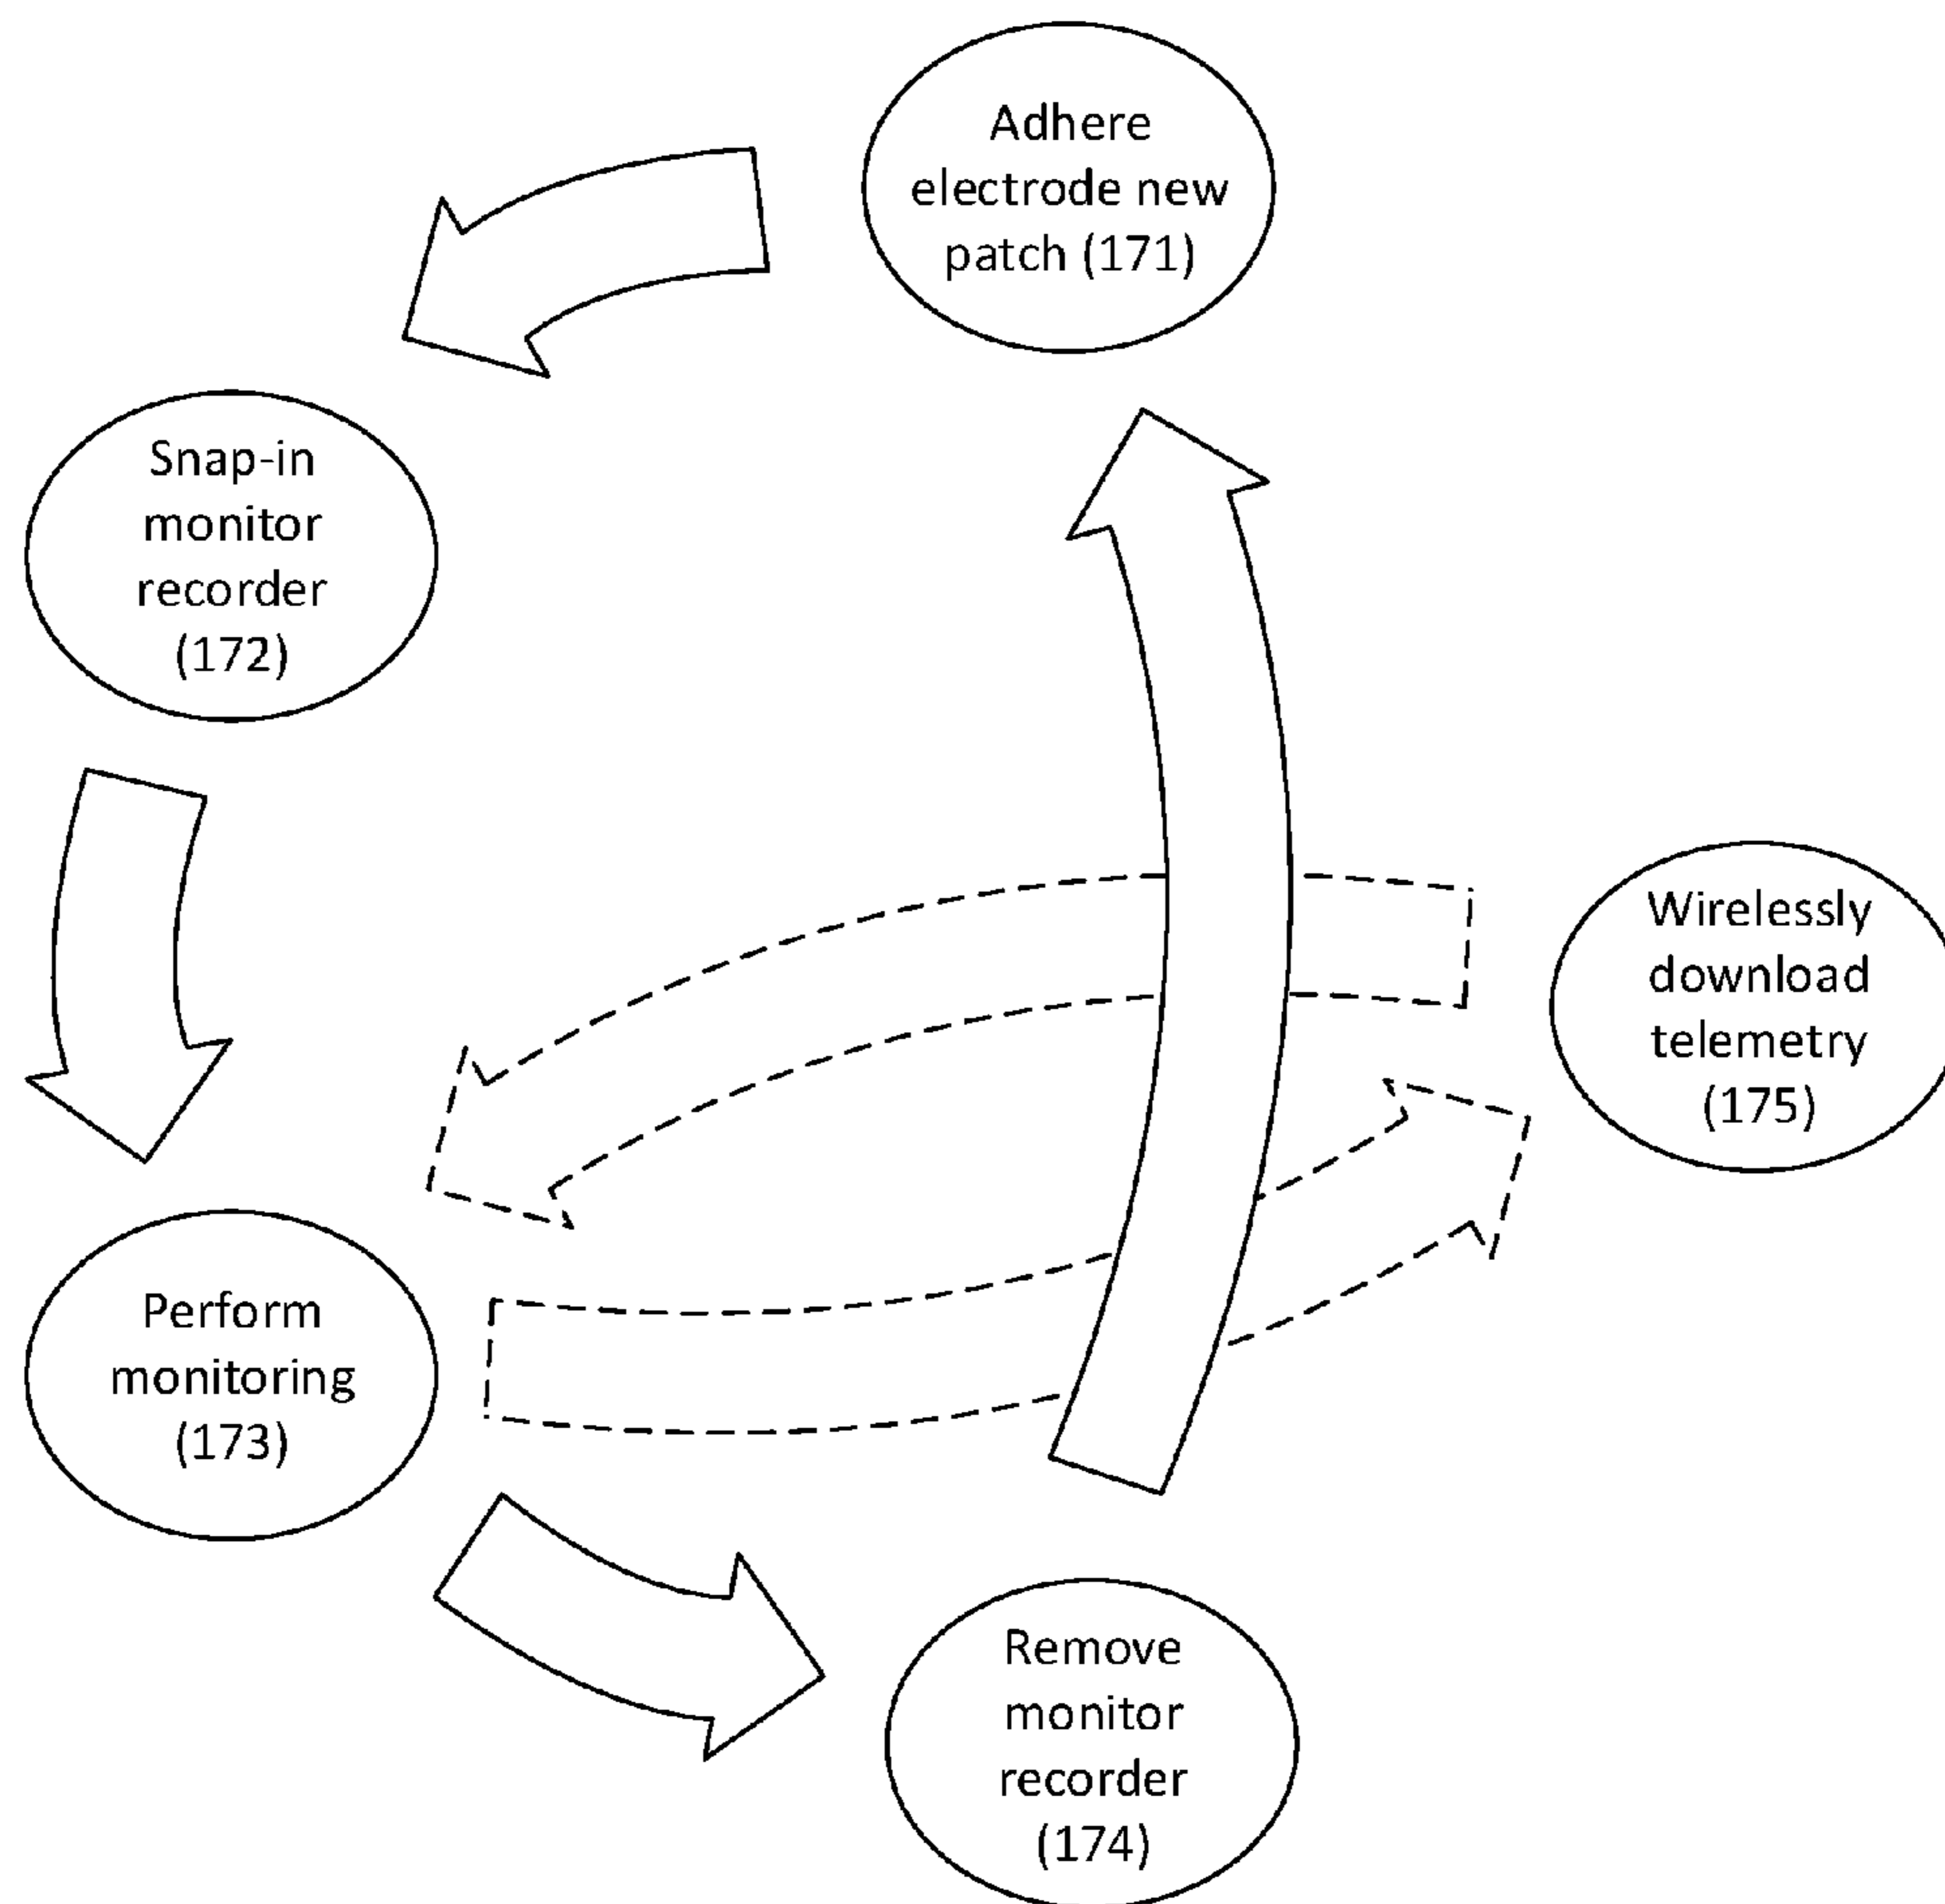 Adhere
electrode new
patch (171)
Snap-in
monitor
recorder
(172)
Wirelessly
download
telemetry
(175)
Perform
monitoring
(173)
Remove
monitor
recorder
(174)